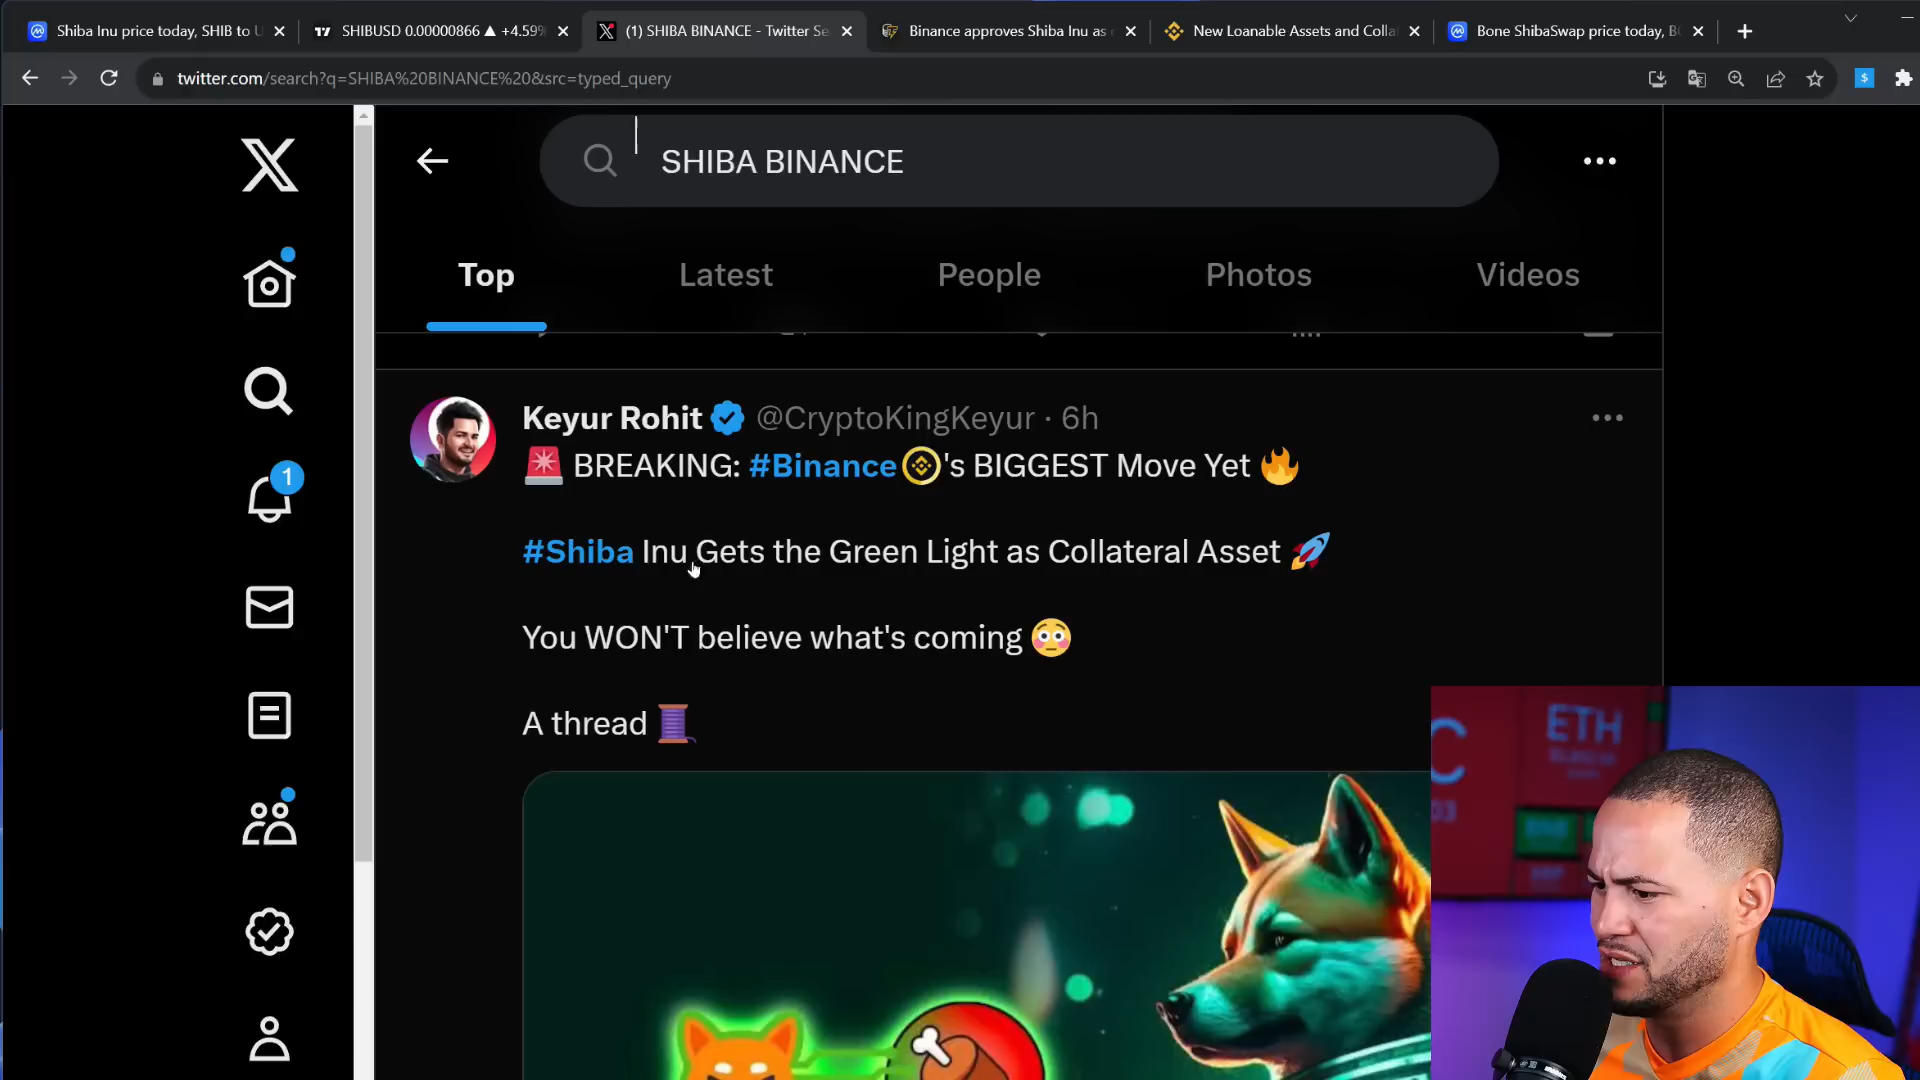 Shiba Inu price today, SHIB to U
SHIBUSD 0.00000866 ▲ +4.59%
(1) SHIBA BINANCE - Twitter Se
Binance approves Shiba Inu as
New Loanable Assets and Colla
Bone ShibaSwap price today, B
twitter.com/search?q=SHIBA%20BINANCE%20&src=typed_query
SHIBA BINANCE
Top
Latest
People
Photos
Videos
1
Keyur Rohit @CryptoKingKeyur · 6h
🚨 BREAKING: #Binance's BIGGEST Move Yet 🔥
#Shiba Inu Gets the Green Light as Collateral Asset 🚀
You WON'T believe what's coming 😳
A thread 🧵
C
ETH
03